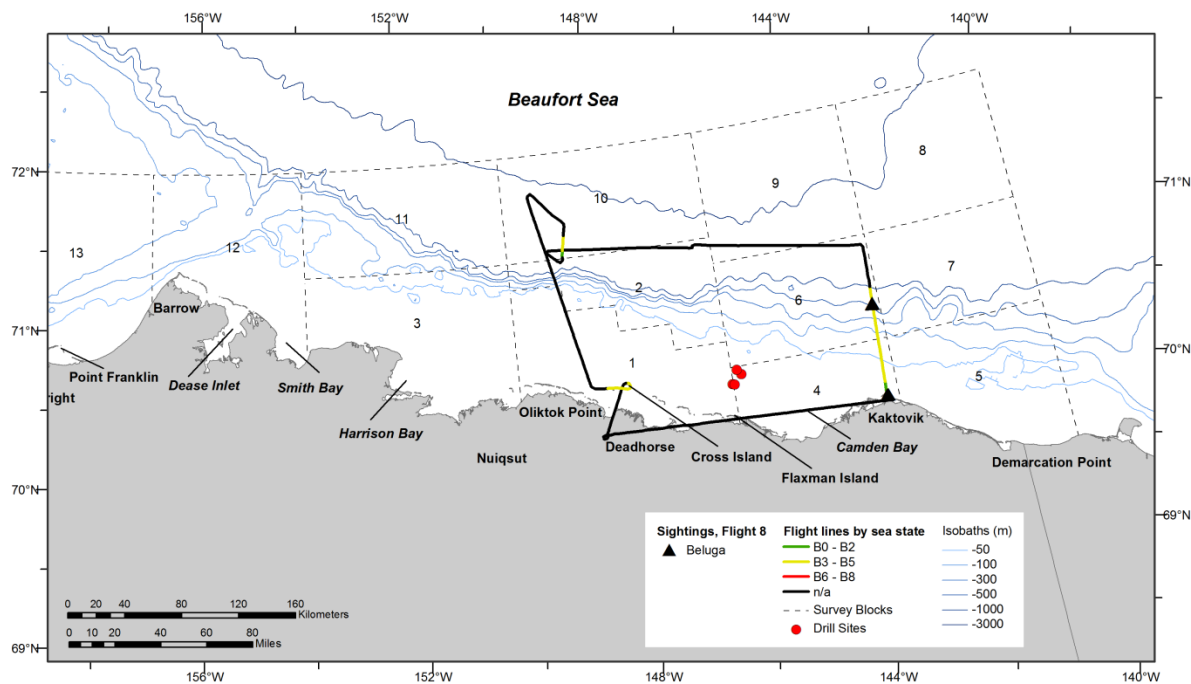 156°W 152°W 148°W 144°W 140°W
Beaufort Sea
8
72°N 71°N
9
10
11
12
13
7
2
6
Barrow
3
71°N 70°N
Point Franklin
right
Dease Inlet
Smith Bay
1
5
4
Harrison Bay
Oliktok Point
Kaktovik
Deadhorse
Cross Island
Camden Bay
Nuiqsut
Flaxman Island
Demarcation Point
70°N 69°N
Sightings, Flight 8
Beluga
Flight lines by sea state
B0 - B2
B3 - B5
B6 - B8
n/a
Survey Blocks
Drill Sites
Isobaths (m)
-50
-100
-300
-500
-1000
-3000
0 20 40 80 120 160
Kilometers
0 10 20 40 60 80
Miles
69°N
156°W 152°W 148°W 144°W 140°W